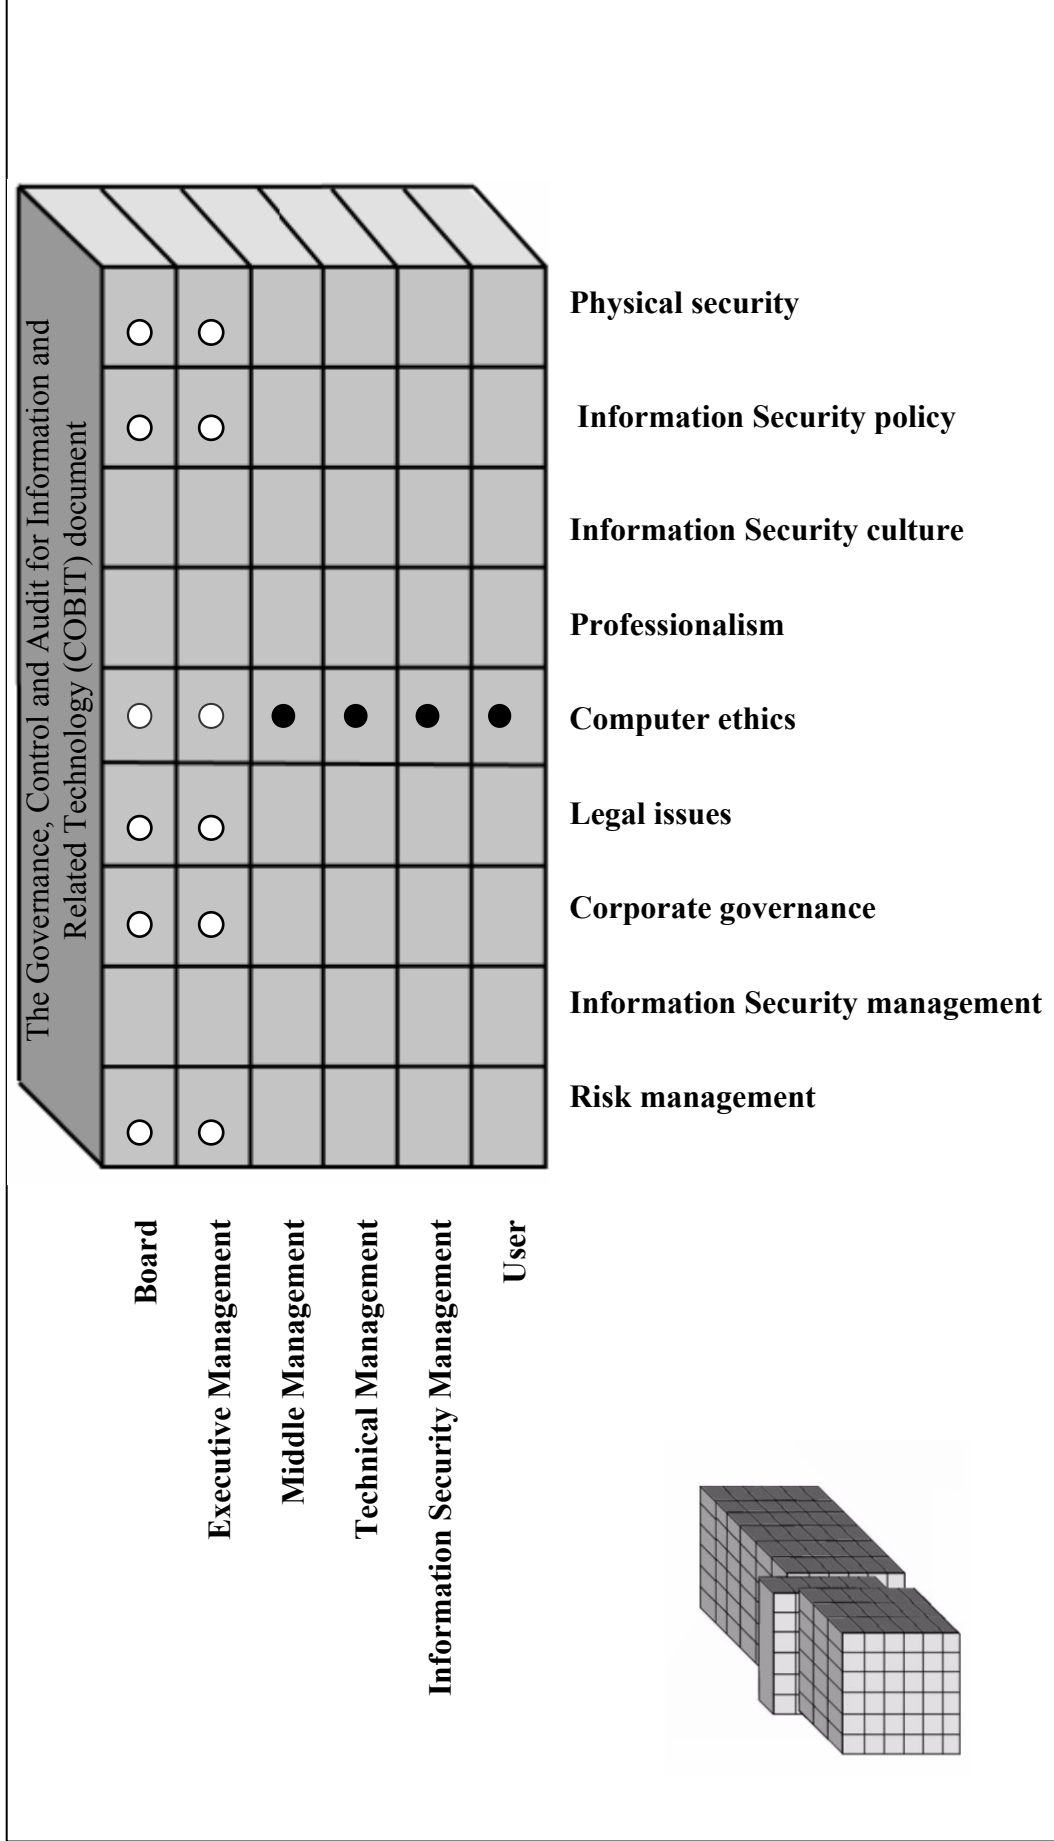 The Governance, Control and Audit for Information and
Related Technology (COBIT) document
Physical security
Information Security policy
Information Security culture
Professionalism
Computer ethics
Legal issues
Corporate governance
Information Security management
Risk management
Board
Executive Management
Middle Management
Technical Management
Information Security Management
User